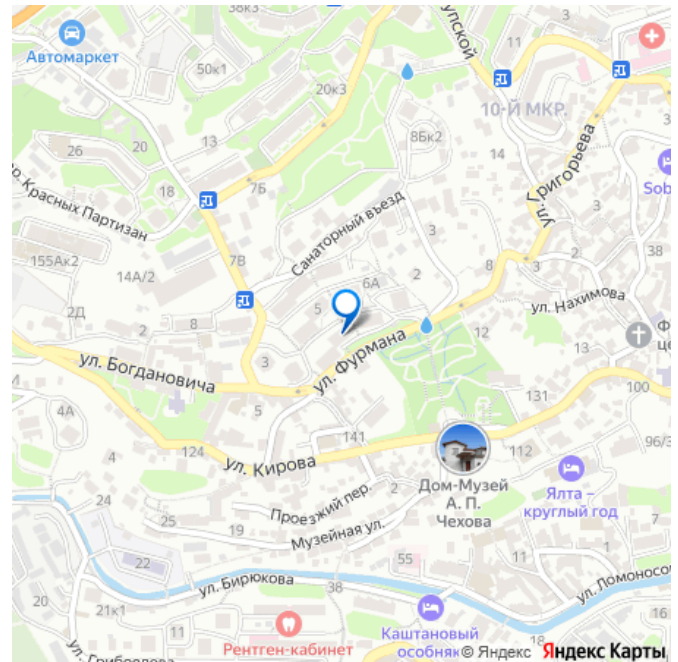 38к3
11
Автомаркет
50к1
20к3
10-Й МКР.
13
20
8Бк2
26
14
3
ул. Григорьева
18
7Б
Красных Партизан
Санаторный въезд
38
155Ак2
7В
3
14А/2
6А
2
8
3
5
ул. Нахимова
2Д
2
8
12
ул. Фурмана
3
ул. Богдановича
131
100
4А
5
141
124
112
96/3
4
ул. Кирова
Дом-Музей
А. П.
Чехова
Ялта –
круглый год
2
24
Проезжий пер.
25
19
Музейная ул.
7
22
55
11
5
ул. Бирюкова
38
ул. Ломоносо
20
21к1
16
11
Рентген-кабинет
Каштановый
особняк
© Яндекс Яндекс Карты